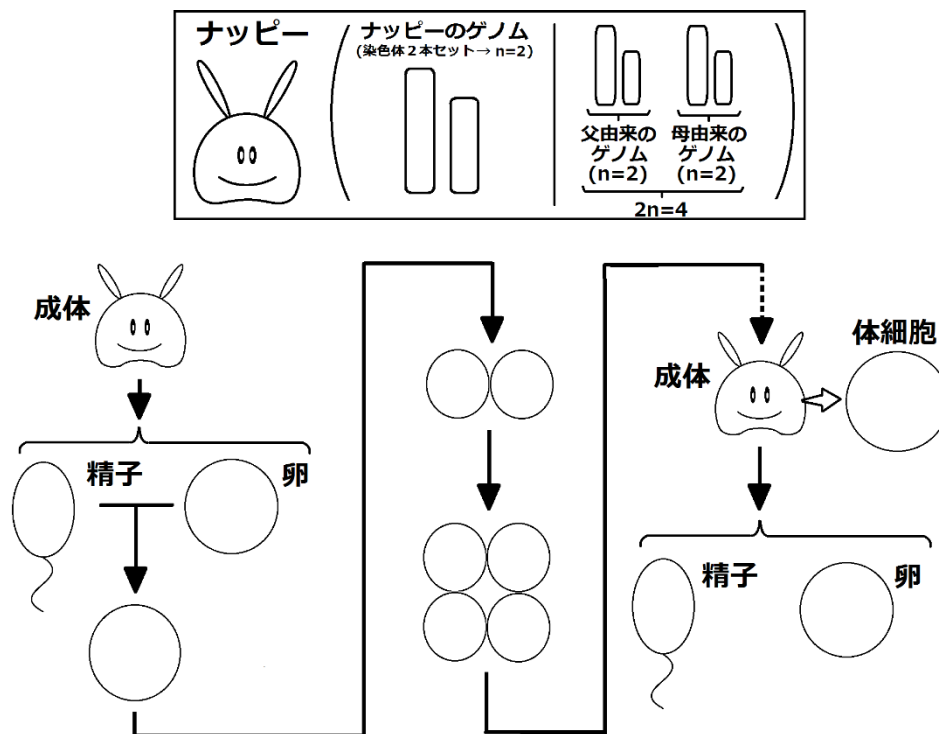 ナッピー
ナッピーのゲノム
(染色体２本セット→ n=2)
父由来の
ゲノム
(n=2)
母由来の
ゲノム
(n=2)
2n=4
成体
精子
卵
成体
体細胞
精子
卵